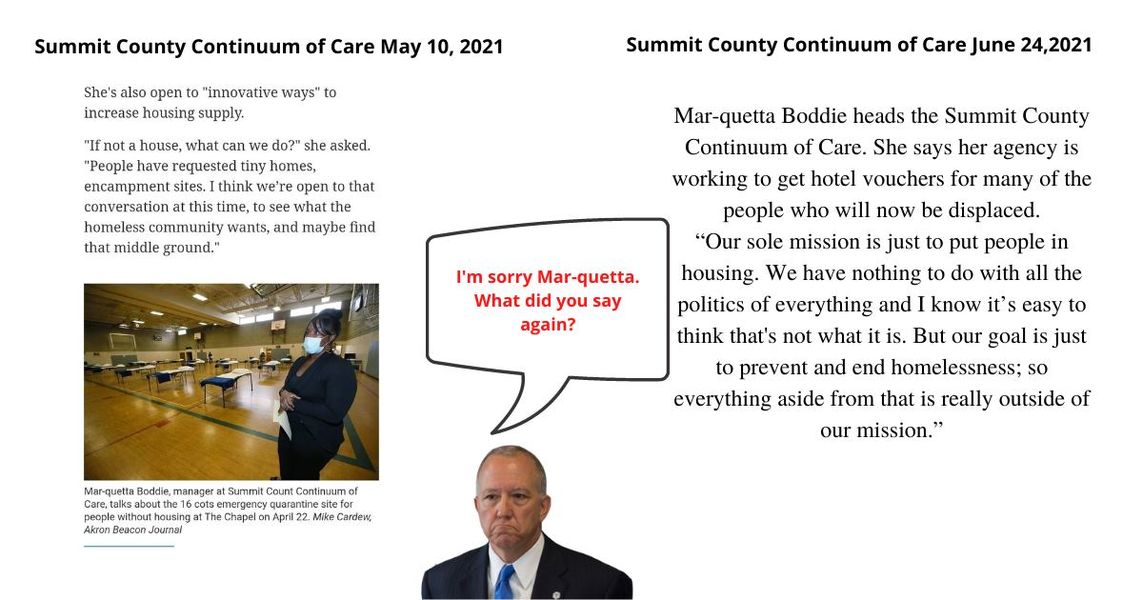 Summit County Continuum of Care May 10, 2021
She's also open to "innovative ways" to
increase housing supply.
"If not a house, what can we do?" she asked.
"People have requested tiny homes,
encampment sites. I think we're open to that
conversation at this time, to see what the
homeless community wants, and maybe find
that middle ground."
Mar-quetta Boddie, manager at Summit Count Continuum of
Care, talks about the 16 cots emergency quarantine site for
people without housing at The Chapel on April 22. Mike Cardew,
Akron Beacon Journal
I'm sorry Mar-quetta.
What did you say
again?
Summit County Continuum of Care June 24,2021
Mar-quetta Boddie heads the Summit County
Continuum of Care. She says her agency is
working to get hotel vouchers for many of the
people who will now be displaced.
“Our sole mission is just to put people in
housing. We have nothing to do with all the
politics of everything and I know it’s easy to
think that's not what it is. But our goal is just
to prevent and end homelessness; so
everything aside from that is really outside of
our mission.”